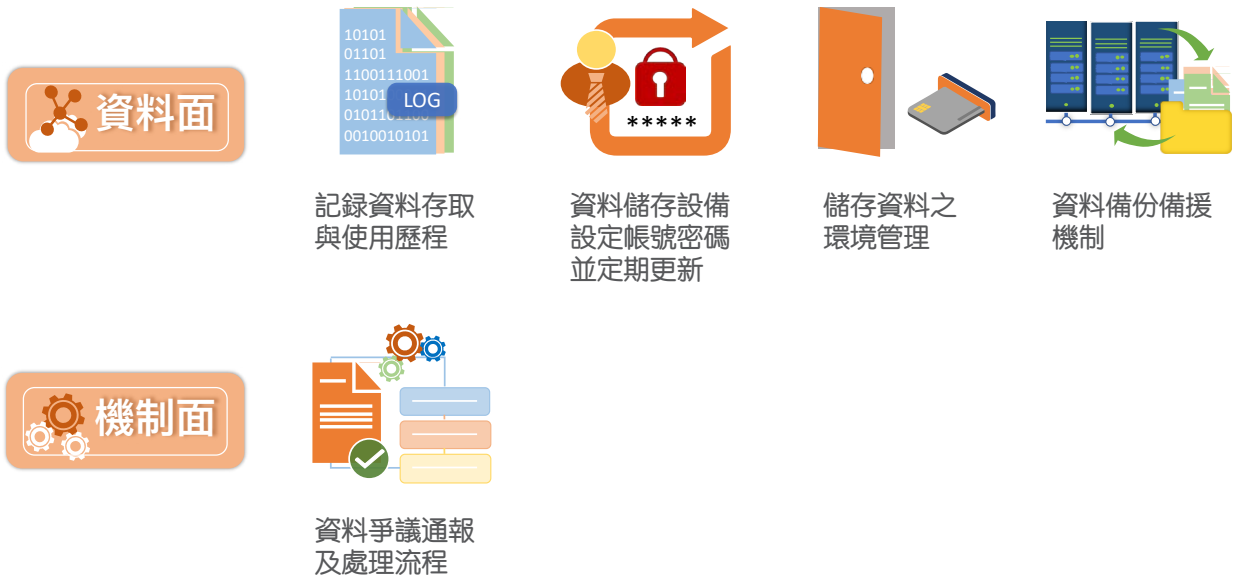 資料面
10101
01101
1100111001
10101
LOG
0010010101
*****
記録資料存取
與使用歷程
資料儲存設備
設定帳號密碼
並定期更新
儲存資料之
環境管理
資料備份備援
機制
機制面
資料爭議通報
及處理流程